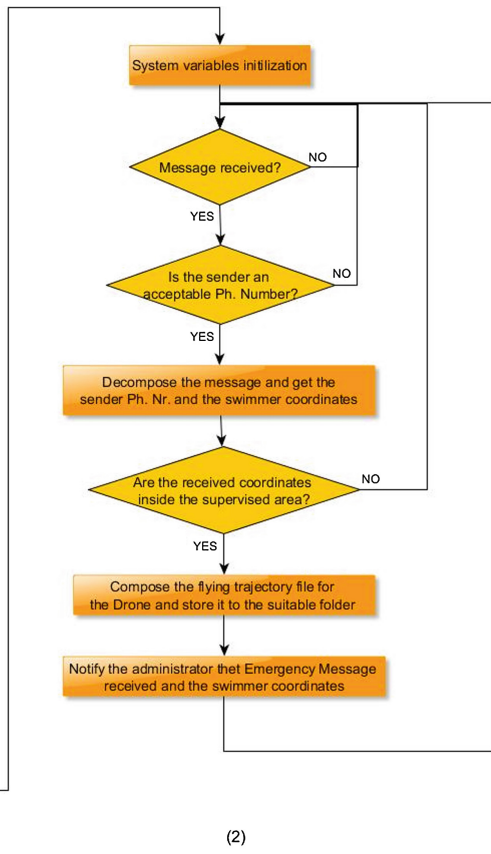 System variables initilization
Message received?
NO
YES
Is the sender an
acceptable Ph. Number?
NO
YES
Decompose the message and get the
sender Ph. Nr. and the swimmer coordinates
Are the received coordinates
inside the supervised area?
NO
YES
Compose the flying trajectory file for
the Drone and store it to the suitable folder
Notify the administrator thet Emergency Message
received and the swimmer coordinates
(2)